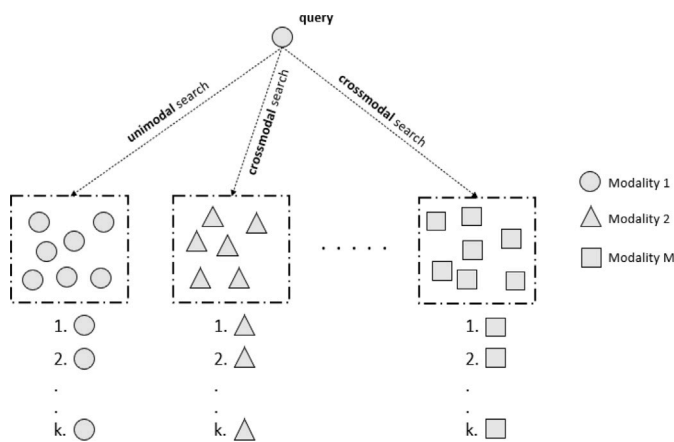 query
unimodal search
crossmodal search
crossmodal search
Modality 1
Modality 2
Modality M
. . . . .
1.
2.
.
.
k.
1.
2.
.
.
k.
1.
2.
.
.
k.